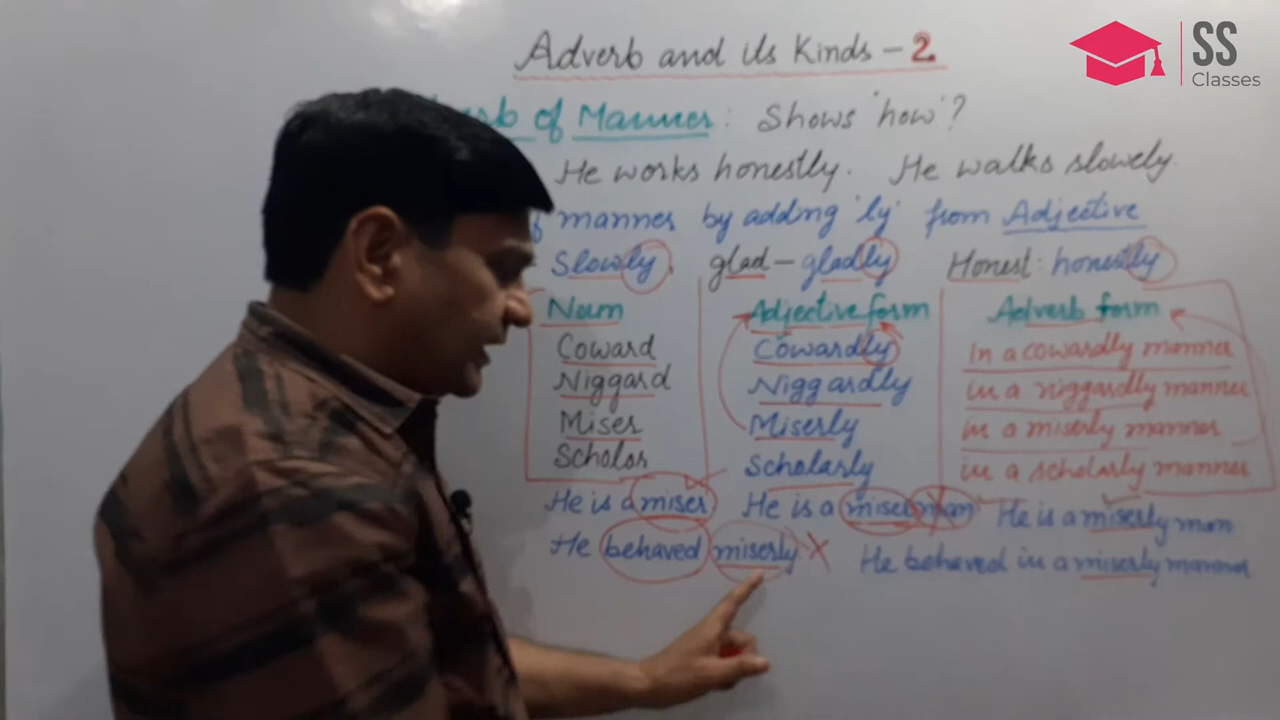 Adverb and its Kinds - 2
SS
Classes
of Manner: Shows 'how'?
He works honestly. He walks slowely.
manner by adding 'ly' from Adjective
Slowly. glad - gladly Honest: honestly
Noun Adjective form Adverb form
Coward Cowardly In a cowardly manner
Niggard Niggardly in a niggardly manner
Miser Miserly in a miserly manner
Scholar Scholarly in a scholarly manner
He is a miser He is a miser man He is a miserly man
He behaved miserly X He behaved in a miserly manner